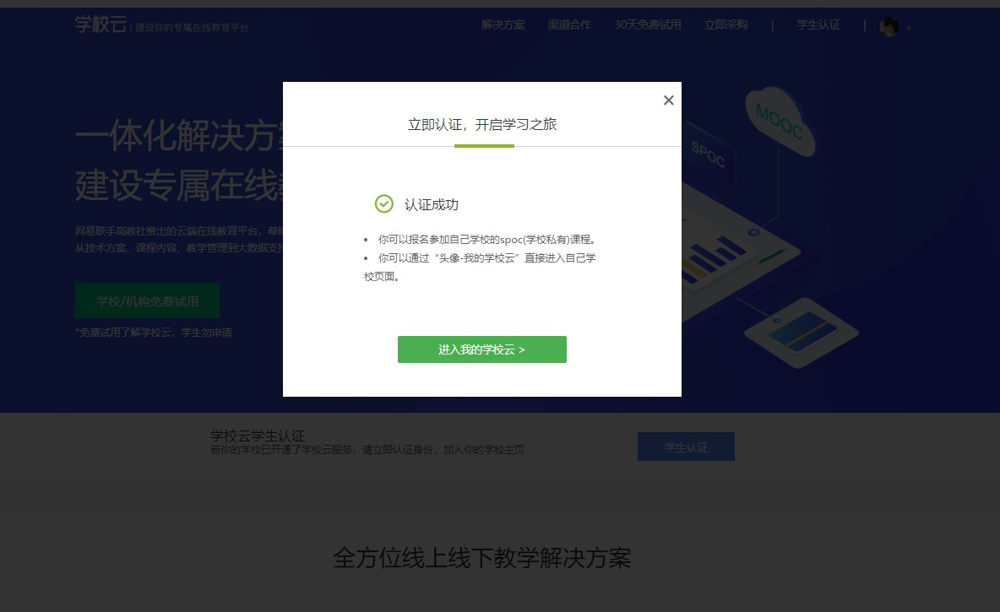 学校云 | 建设你的专属在线教育平台
解决方案 渠道合作 30天免费试用 立即采购 | 学生认证 |
一体化解决方
建设专属在线
网易联手高教社推出的云端在线教育平台，帮
从技术方案、课程内容、教学管理到大数据支
学校/机构免费试用
*免费试用了解学校云，学生勿申请
MOOC
SPOC
立即认证，开启学习之旅
认证成功
• 你可以报名参加自己学校的spoc(学校私有)课程。
• 你可以通过“头像-我的学校云”直接进入自己学
校页面。
进入我的学校云 >
学校云学生认证
若你的学校已开通了学校云服务，请立即认证身份，加入你的学校主页
学生认证
全方位线上线下教学解决方案